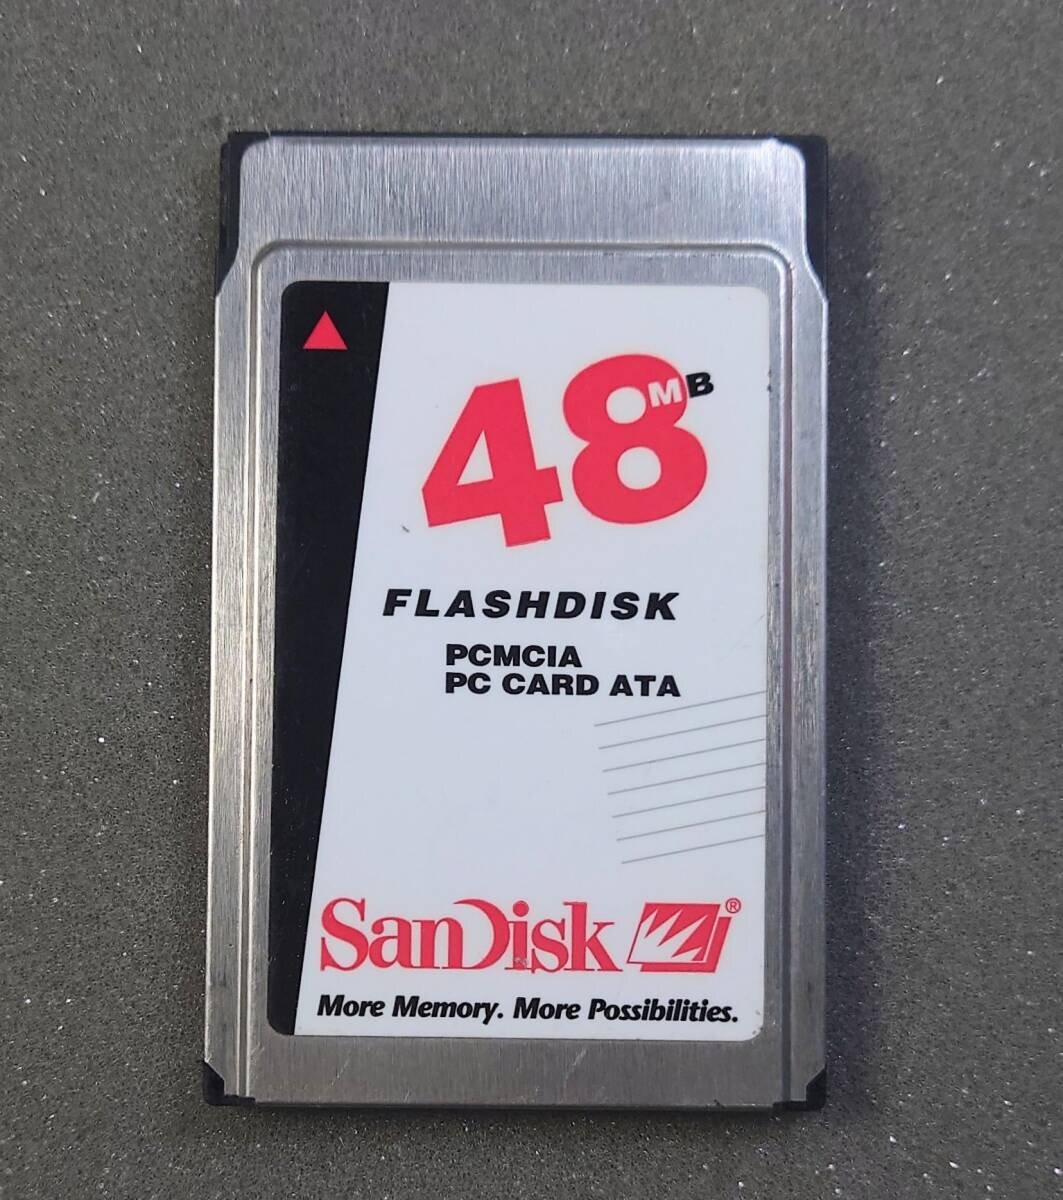 48MB
FLASHDISK
PCMCIA
PC CARD ATA
SanDisk ®
More Memory. More Possibilities.